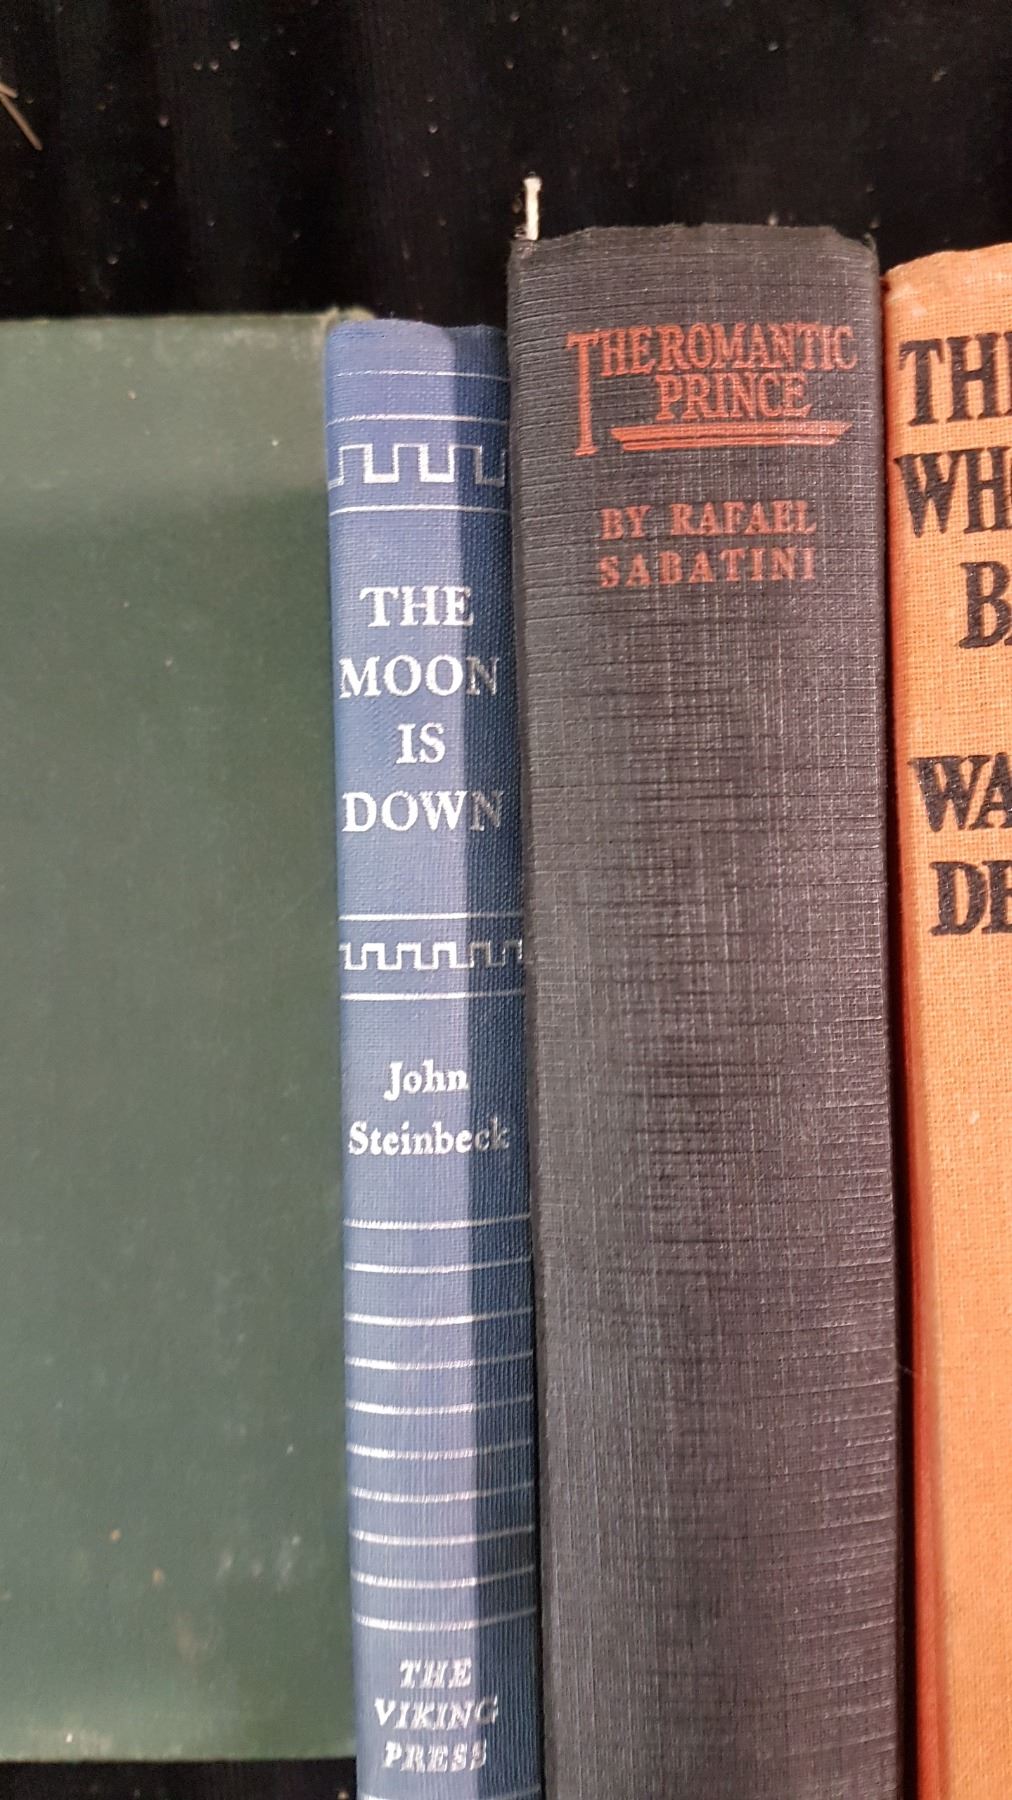 THE
MOON
IS
DOWN
John
Steinbeck
THE
VIKING
PRESS
THE ROMANTIC
PRINCE
BY RAFAEL
SABATINI